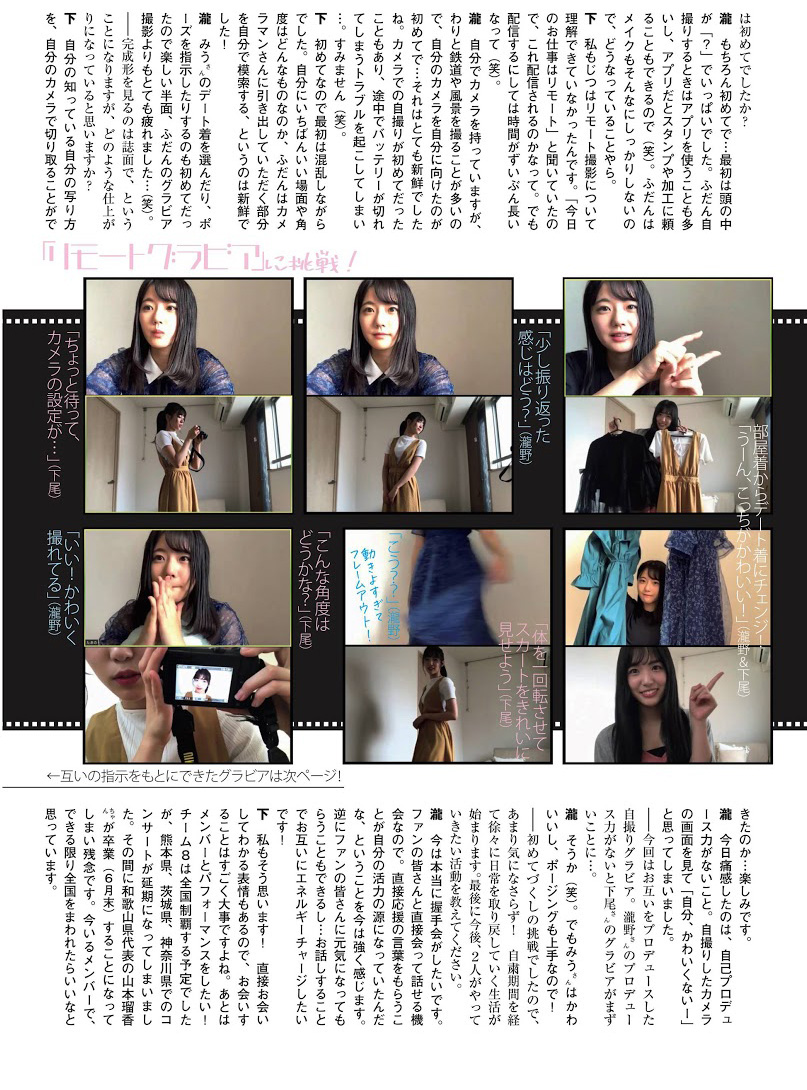 は初めてでしたか？
瀧　もちろん初めてで…最初は頭の中
が「？」でいっぱいでした。ふだん自
撮りするときはアプリを使うことも多
いし、アプリだとスタンプや加工に頼
ることもできるので（笑）。ふだんは
メイクもそんなにしっかりしないの
で、どうなっていることやら。
下　私もじつはリモート撮影について
理解できていなかったんです。「今日
のお仕事はリモート」と聞いていたの
で、これ配信されるのかなって。でも
配信するにしては時間がずいぶん長い
なって（笑）。
瀧　自分でカメラを持っていますが、
わりと鉄道や風景を撮ることが多いの
で、自分のカメラを自分に向けたのが
初めてで…それはとても新鮮でした
ね。カメラでの自撮りが初めてだった
こともあり、途中でバッテリーが切れ
てしまうトラブルを起こしてしまい
…。すみません（笑）。
下　初めてなので最初は混乱しながら
でした。自分にいちばんいい場面や角
度はどんなものなのか、ふだんはカメ
ラマンさんに引き出していただく部分
を自分で模索する、というのは新鮮で
した！
瀧　みうさんのデート着を選んだり、ポ
ーズを指示したりするのも初めてだっ
たので楽しい半面、ふだんのグラビア
撮影よりもとても疲れました…（笑）。
――完成形を見るのは誌面で、という
ことになりますが、どのような仕上が
りになっていると思いますか？
下　自分の知っている自分の写り方
を、自分のカメラで切り取ることがで
「リモートグラビア」に挑戦！
部屋着からデート着にチェンジ！
「うーん、こっちがかわいい！」（瀧野&下尾）
「少し振り返った
感じはどう？」（瀧野）
「ちょっと待って、
カメラの設定が…」（下尾）
「体を一回転させて
スカートをきれいに
見せよう」（下尾）
「こう？？」（瀧野）
動きよすぎて
フレームアウト！
「こんな角度は
どうかな？」（下尾）
「いい！かわいく
撮れてる」（瀧野）
←互いの指示をもとにできたグラビアは次ページ！
きたのか…楽しみです。
瀧　今日痛感したのは、自己プロデュ
ース力がないこと。自撮りしたカメラ
の画面を見て「自分、かわいくないー」
と思ってしまいました。
――今回はお互いをプロデュースした
自撮りグラビア。瀧野さんのプロデュー
ス力がないと下尾さんのグラビアがまず
いことに…。
瀧　そうか（笑）。でもみうさんはかわ
いいし、ポージングも上手なので！
――初めてづくしの挑戦でしたので、
あまり気になさらず！　自粛期間を経
て徐々に日常を取り戻していく生活が
始まります。最後に今後、2人がやって
いきたい活動を教えてください。
瀧　今は本当に握手会がしたいです。
ファンの皆さんと直接会って話せる機
会なので。直接応援の言葉をもらうこ
とが自分の活力の源になっていたんだ
な、ということを今は強く感じます。
逆にファンの皆さんに元気になっても
らうこともできるし…お話しすること
でお互いにエネルギーチャージしたい
です！
下　私もそう思います！　直接お会い
してわかる表情もあるので、お会いす
ることはすごく大事ですよね。あとは
メンバーとパフォーマンスをしたい！
チーム８は全国制覇する予定でした
が、熊本県、茨城県、神奈川県でのコ
ンサートが延期になってしまいまし
た。その間に和歌山県代表の山本瑠香
ちゃんが卒業（6月末）することになって
しまい残念です。今いるメンバーで、
できる限り全国をまわれたらいいなと
思っています。